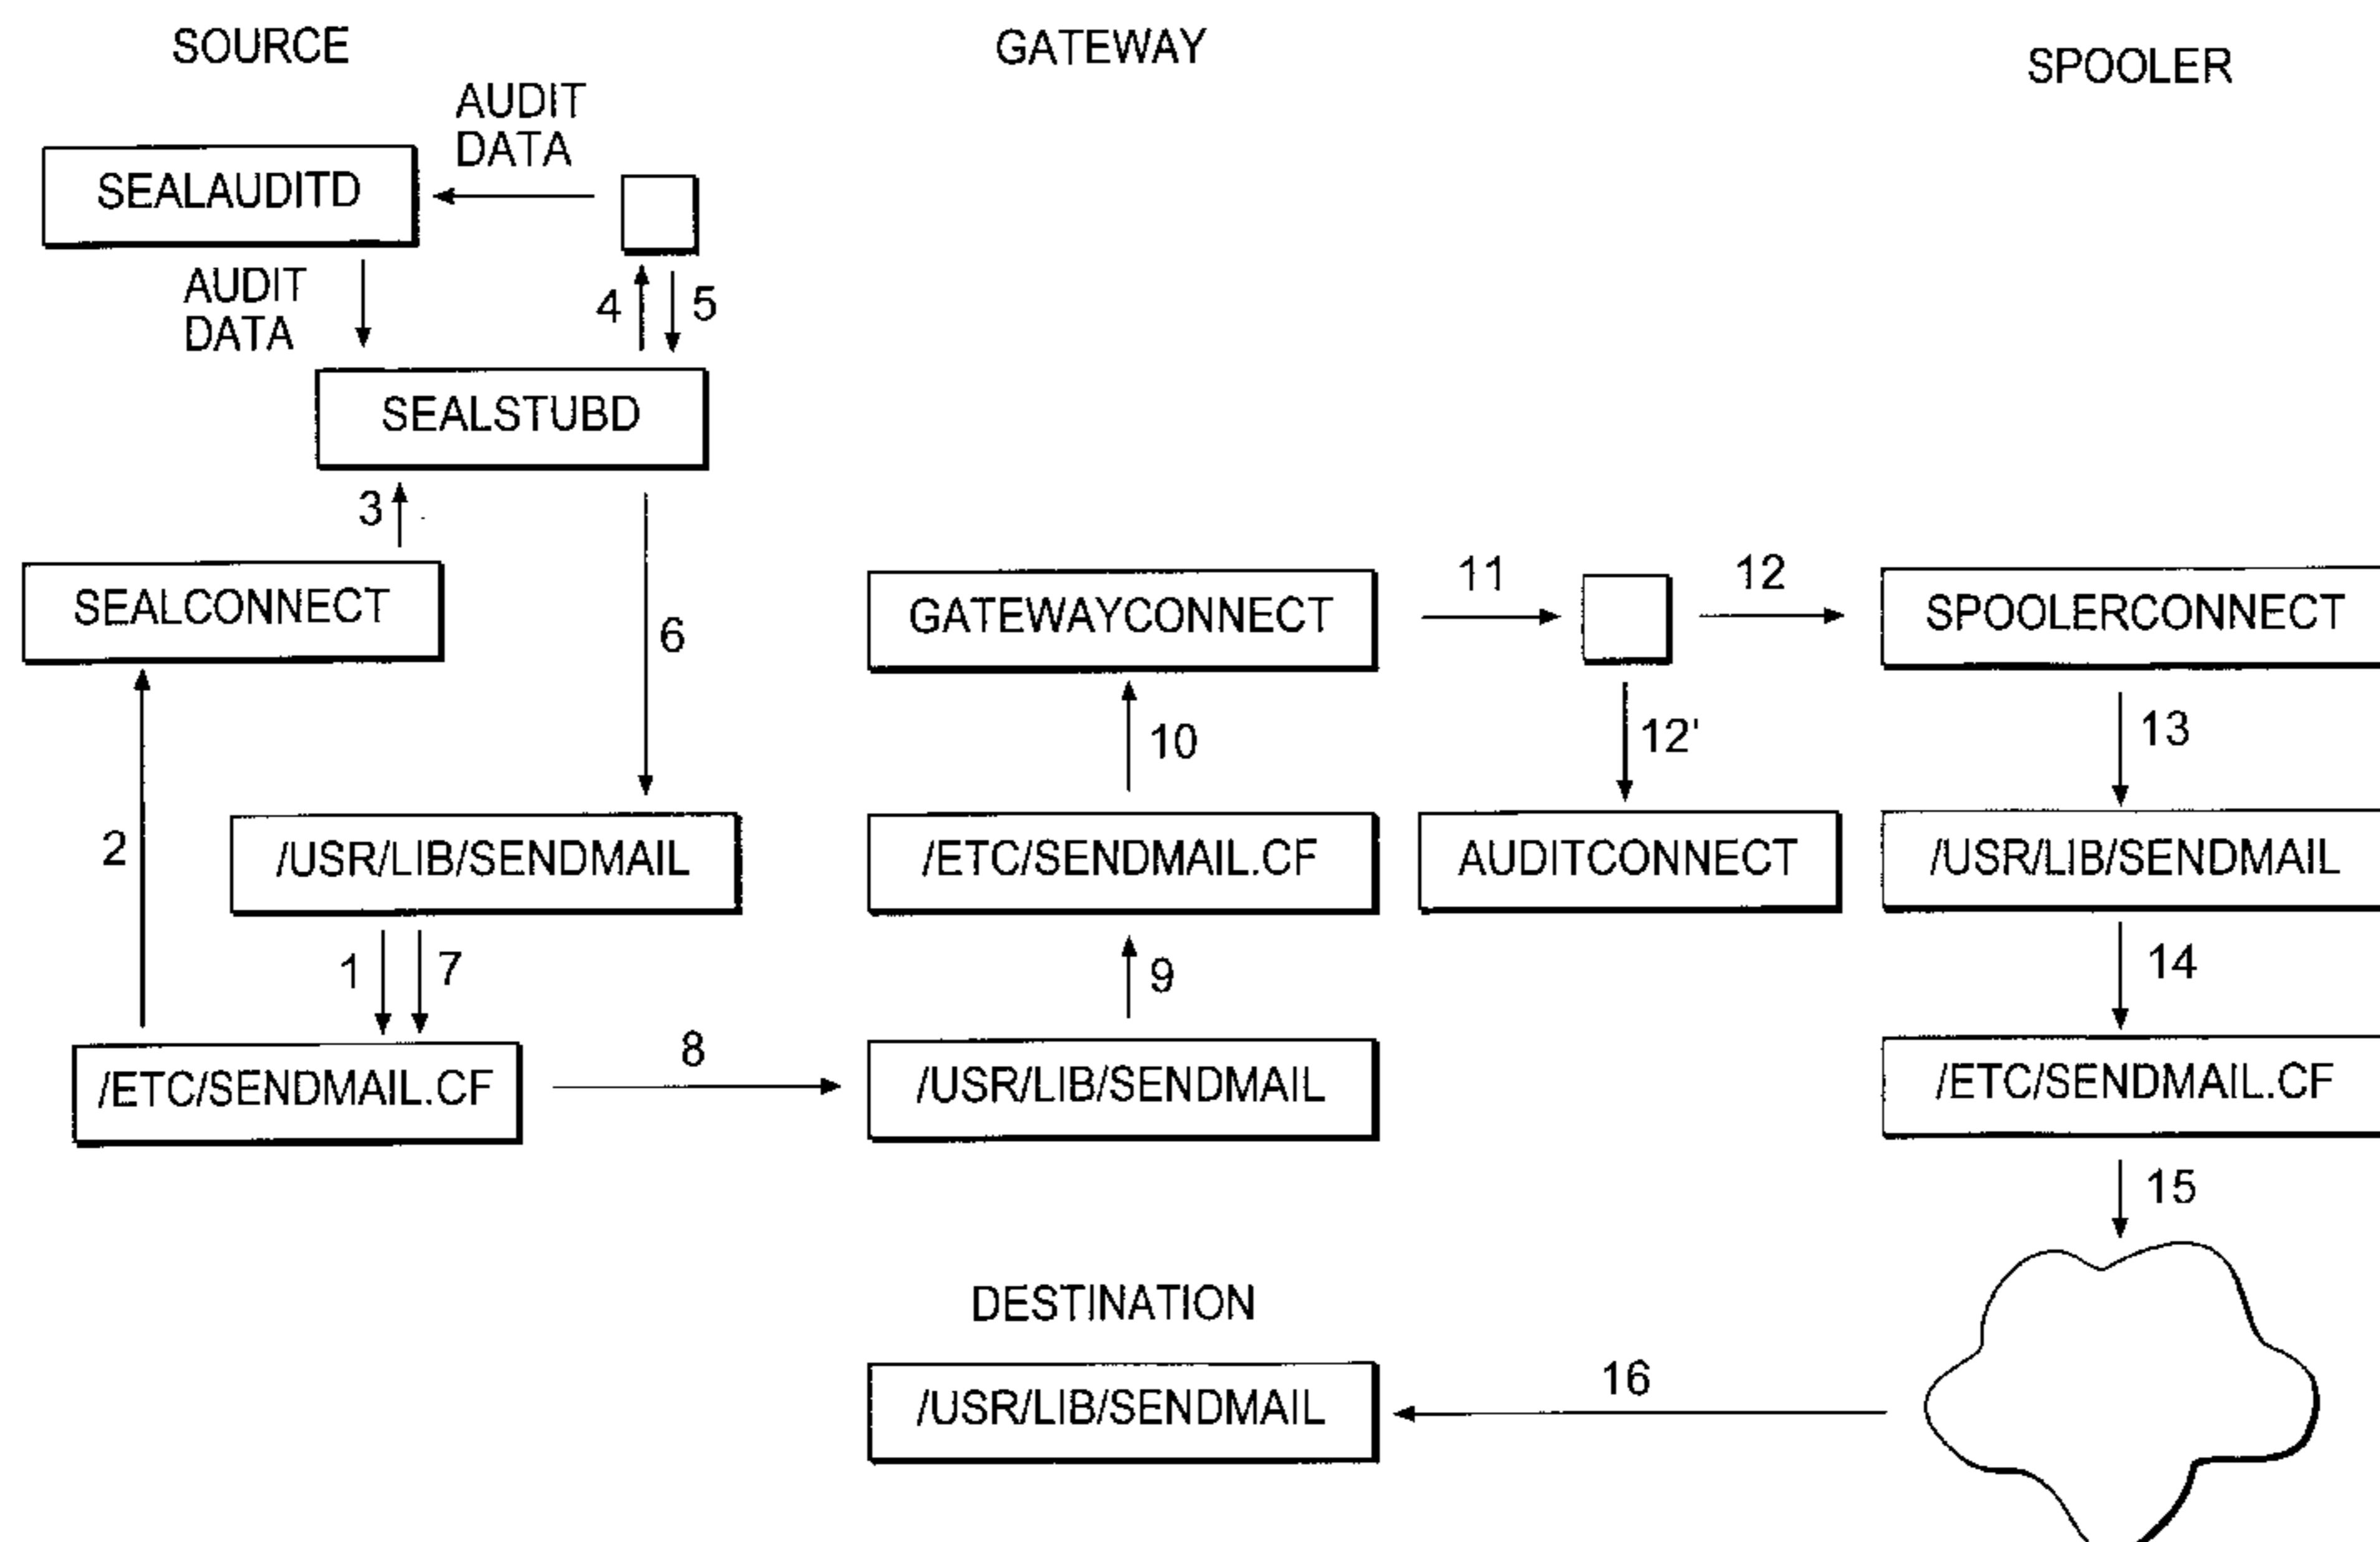 SOURCE
GATEWAY
SPOOLER
AUDIT
DATA
SEALAUDITD
AUDIT
DATA
4
5
SEALSTUBD
3
SEALCONNECT
6
GATEWAYCONNECT
11
12
SPOOLERCONNECT
2
10
12'
13
/USR/LIB/SENDMAIL
/ETC/SENDMAIL.CF
AUDITCONNECT
/USR/LIB/SENDMAIL
1
7
9
14
/ETC/SENDMAIL.CF
8
/USR/LIB/SENDMAIL
/ETC/SENDMAIL.CF
15
DESTINATION
/USR/LIB/SENDMAIL
16